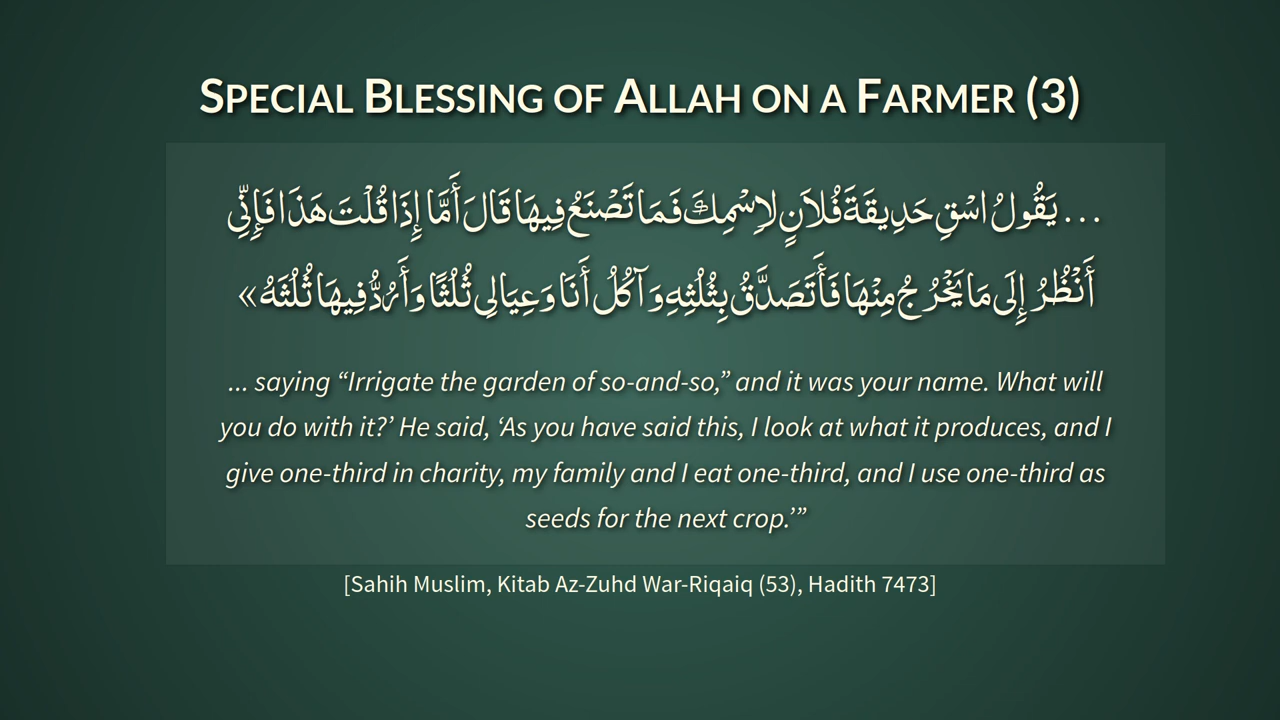 Special Blessing of Allah on a Farmer (3)
... يَقُولُ اسْقِ حَدِيقَةَ فُلاَنٍ لاِسْمِكَ فَمَا تَصْنَعُ فِيهَا قَالَ أَمَّا إِذَا قُلْتَ هَذَا فَإِنِّي
أَنْظُرُ إِلَى مَا يَخْرُجُ مِنْهَا فَأَتَصَدَّقُ بِثُلُثِهِ وَآكُلُ أَنَا وَعِيَالِي ثُلُثًا وَأَرُدُّ فِيهَا ثُلُثَهُ»
... saying “Irrigate the garden of so-and-so,” and it was your name. What will
you do with it?’ He said, ‘As you have said this, I look at what it produces, and I
give one-third in charity, my family and I eat one-third, and I use one-third as
seeds for the next crop.’”
[Sahih Muslim, Kitab Az-Zuhd War-Riqaiq (53), Hadith 7473]